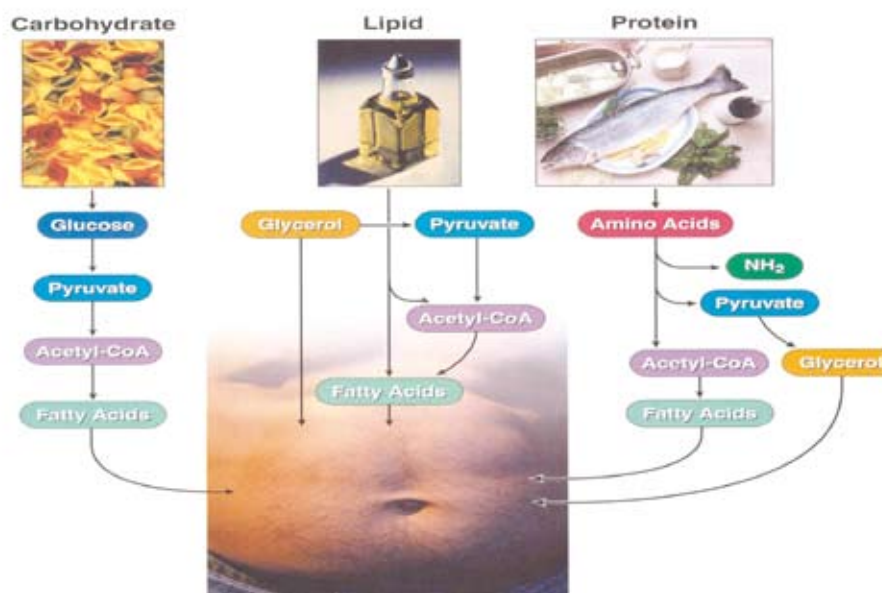 Carbohydrate
Lipid
Protein
Glucose
Glycerol
Pyruvate
Amino Acids
NH2
Pyruvate
Pyruvate
Acetyl-CoA
Acetyl-CoA
Acetyl-CoA
Glycerol
Fatty Acids
Fatty Acids
Fatty Acids